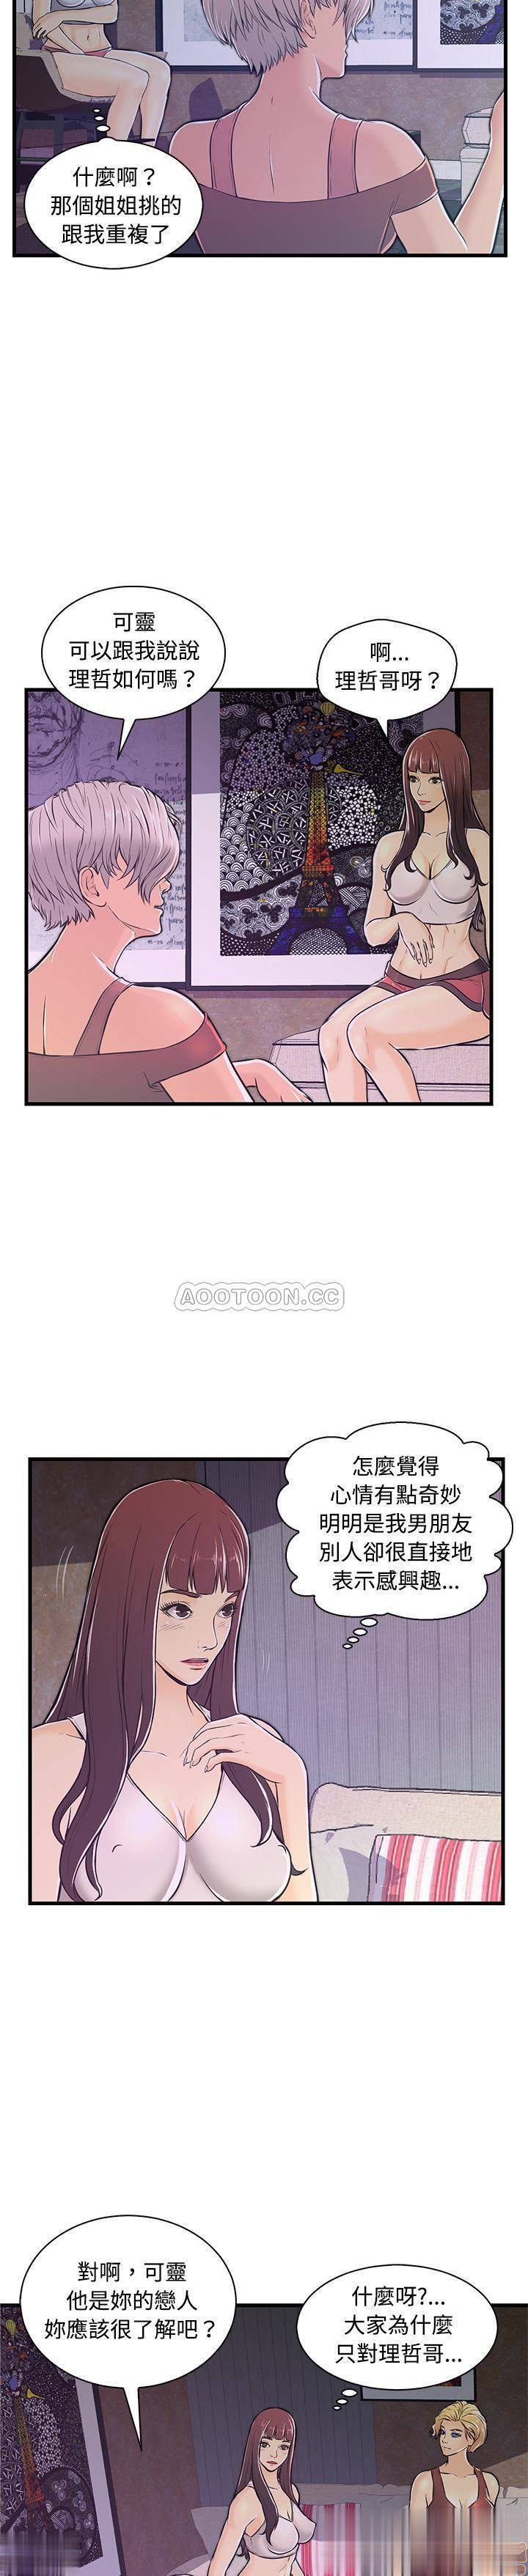 什麼啊？
那個姐姐挑的
跟我重複了
可靈
可以跟我說說
理哲如何嗎？
啊...
理哲哥呀？
AOOTOON.CC
怎麼覺得
心情有點奇妙
明明是我男朋友
別人卻很直接地
表示感興趣...
對啊，可靈
他是妳的戀人
妳應該很了解吧？
什麼呀?...
大家為什麼
只對理哲哥...